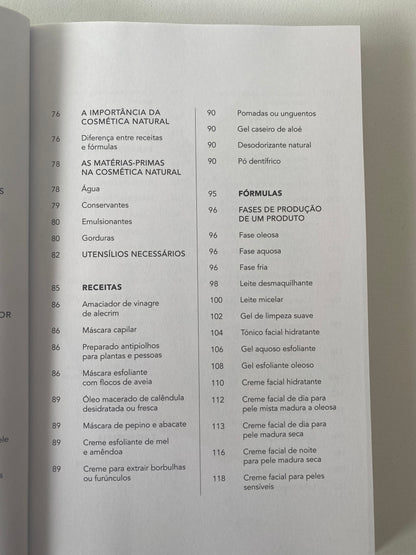 S
OR
ele
s
76 A IMPORTÂNCIA DA
COSMÉTICA NATURAL
76 Diferença entre receitas
e fórmulas
78 AS MATÉRIAS-PRIMAS
NA COSMÉTICA NATURAL
78 Água
79 Conservantes
80 Emulsionantes
80 Gorduras
82 UTENSÍLIOS NECESSÁRIOS
85 RECEITAS
86 Amaciador de vinagre
de alecrim
86 Máscara capilar
86 Preparado antipiolhos
para plantas e pessoas
86 Máscara esfoliante
com flocos de aveia
89 Óleo macerado de calêndula
desidratada ou fresca
89 Máscara de pepino e abacate
89 Creme esfoliante de mel
e amêndoa
89 Creme para extrair borbulhas
ou furúnculos
90 Pomadas ou unguentos
90 Gel caseiro de aloé
90 Desodorizante natural
90 Pó dentífrico
95 FÓRMULAS
96 FASES DE PRODUÇÃO
DE UM PRODUTO
96 Fase oleosa
96 Fase aquosa
96 Fase fria
98 Leite desmaquilhante
100 Leite micelar
102 Gel de limpeza suave
104 Tónico facial hidratante
106 Gel aquoso esfoliante
108 Gel esfoliante oleoso
110 Creme facial hidratante
112 Creme facial de dia para
pele mista madura a oleosa
113 Creme facial de dia para
pele madura seca
116 Creme facial de noite
para pele madura seca
118 Creme facial para peles
sensíveis